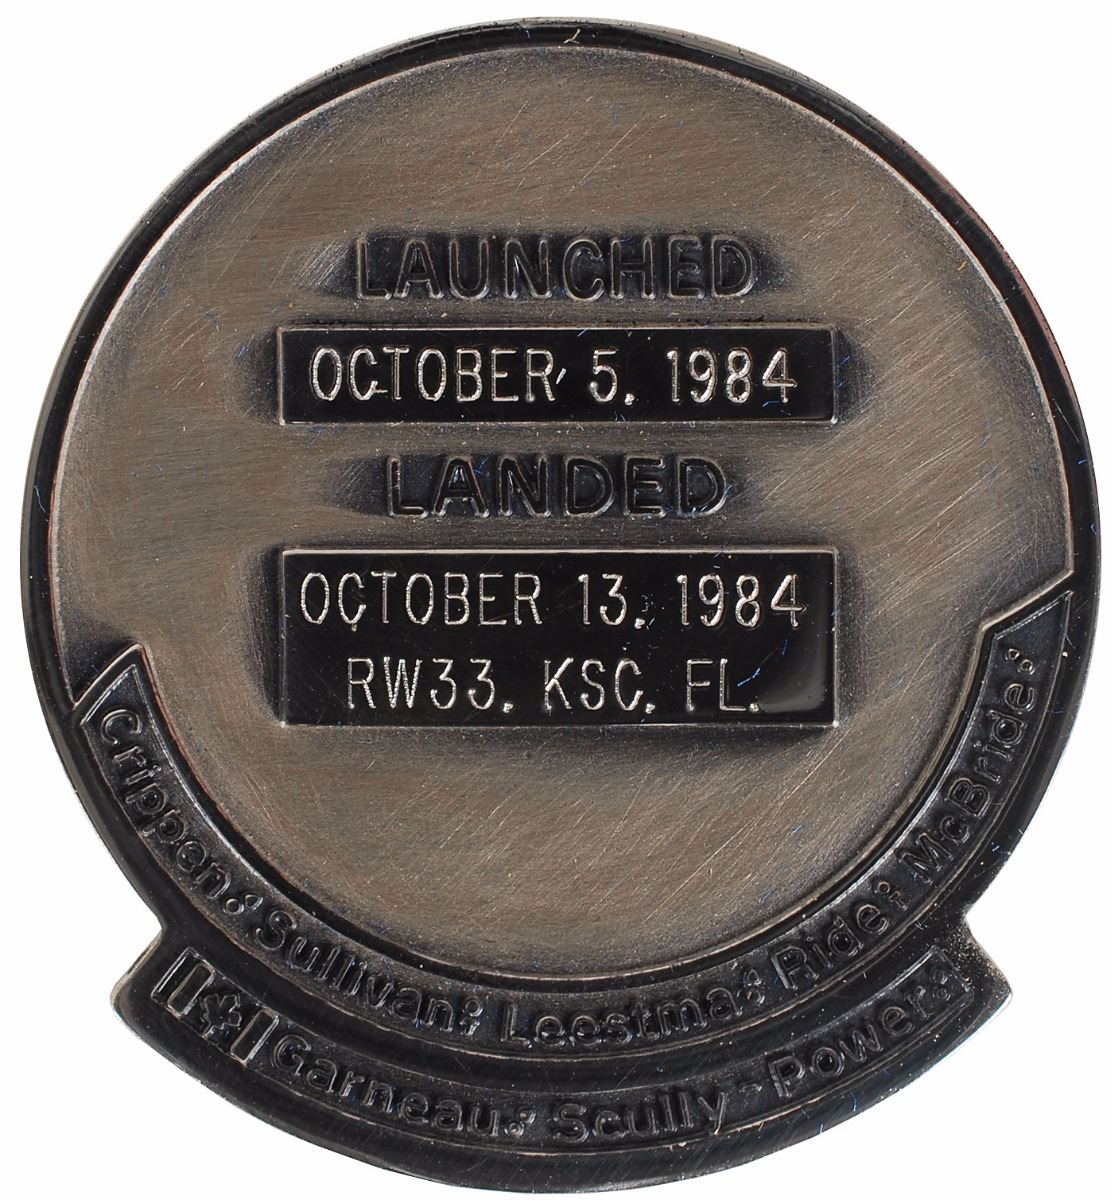 LAUNCHED
OCTOBER 5, 1984
LANDED
OCTOBER 13, 1984
RW33, KSC, FL.
Crippen Sullivan Leestma Ride McBride
Garneau Scully-Power